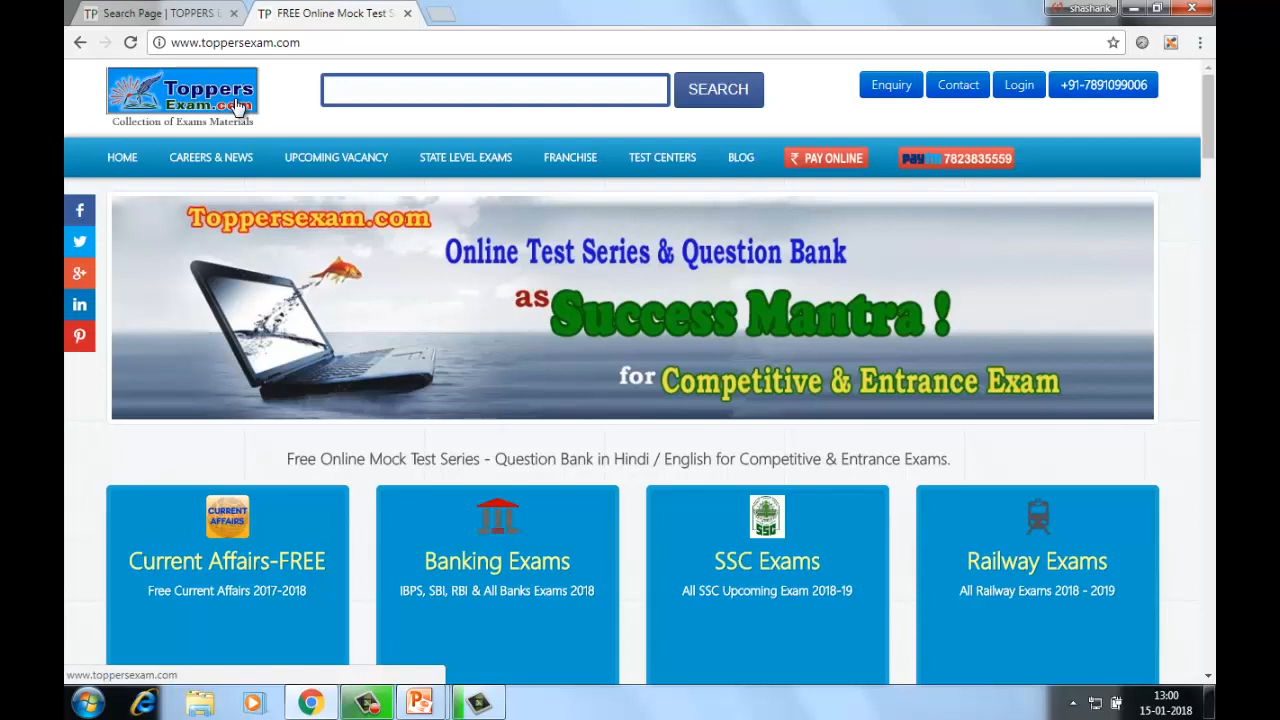 TP Search Page | TOPPERS
TP FREE Online Mock Test S
shashank
www.toppersexam.com
Toppers
Exam.com
Collection of Exams Materials
SEARCH
Enquiry
Contact
Login
+91-7891099006
HOME
CAREERS & NEWS
UPCOMING VACANCY
STATE LEVEL EXAMS
FRANCHISE
TEST CENTERS
BLOG
₹ PAY ONLINE
Paytm 7823835559
Toppersexam.com
Online Test Series & Question Bank
as Success Mantra !
for Competitive & Entrance Exam
Free Online Mock Test Series - Question Bank in Hindi / English for Competitive & Entrance Exams.
CURRENT
AFFAIRS
Current Affairs-FREE
Free Current Affairs 2017-2018
Banking Exams
IBPS, SBI, RBI & All Banks Exams 2018
SSC
SSC Exams
All SSC Upcoming Exam 2018-19
Railway Exams
All Railway Exams 2018 - 2019
www.toppersexam.com
13:00
15-01-2018